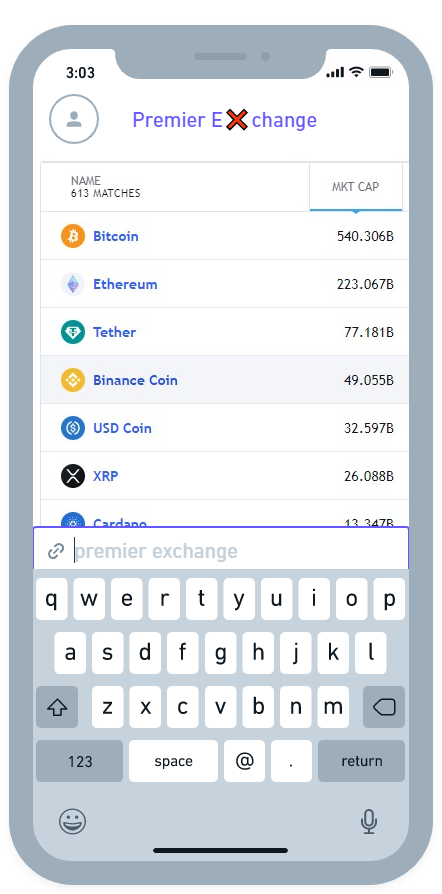 3:03
Premier E❌change
NAME
613 MATCHES
MKT CAP
Bitcoin 540.306B
Ethereum 223.067B
Tether 77.181B
Binance Coin 49.055B
USD Coin 32.597B
XRP 26.088B
Cardano 13.347B
premier exchange
q w e r t y u i o p
a s d f g h j k l
z x c v b n m
123 space @ . return